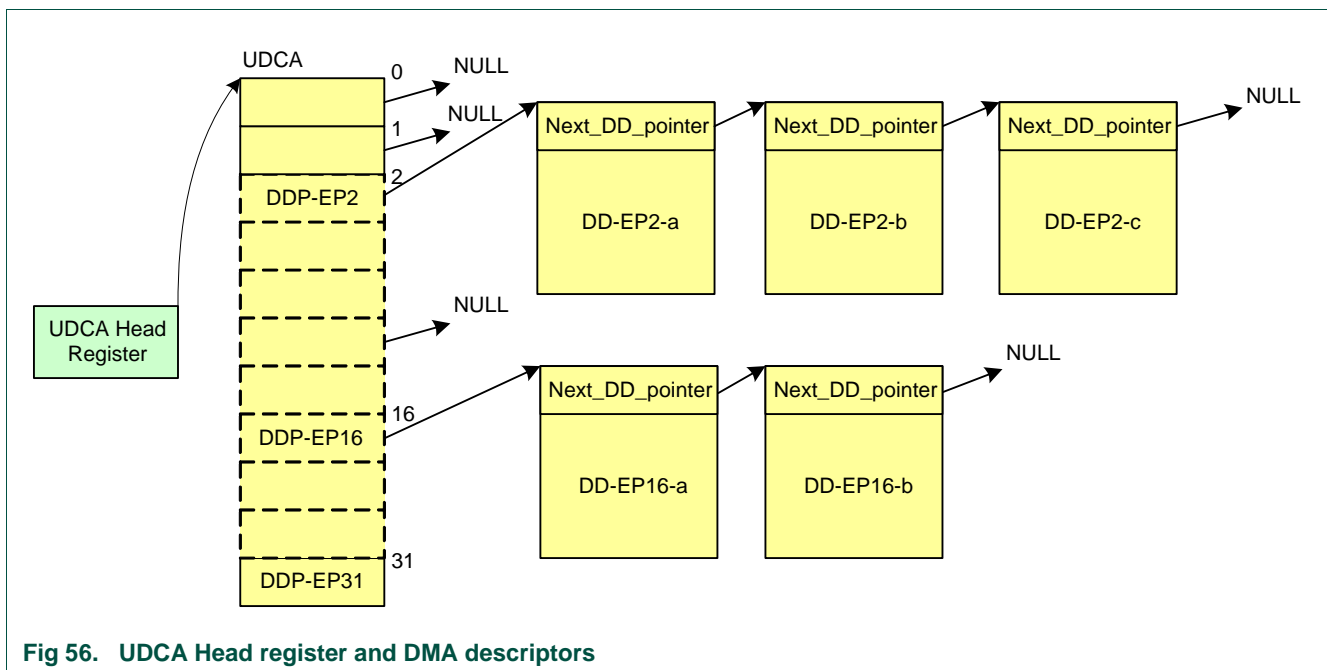 UDCA
0
NULL
NULL
1
2
DDP-EP2
Next_DD_pointer
Next_DD_pointer
Next_DD_pointer
NULL
DD-EP2-a
DD-EP2-b
DD-EP2-c
UDCA Head
Register
NULL
NULL
16
DDP-EP16
Next_DD_pointer
Next_DD_pointer
DD-EP16-a
DD-EP16-b
31
DDP-EP31
Fig 56. UDCA Head register and DMA descriptors